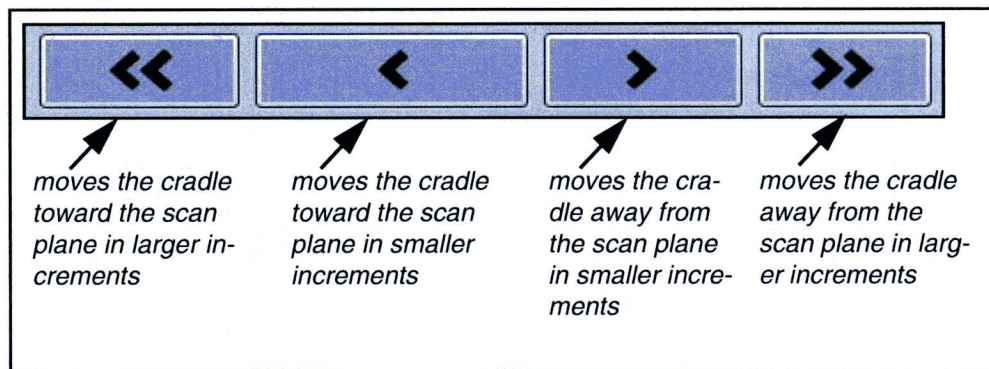 moves the cradle
toward the scan
plane in larger in-
crements
moves the cradle
toward the scan
plane in smaller
increments
moves the cra-
dle away from
the scan plane
in smaller incre-
ments
moves the cradle
away from the
scan plane in larg-
er increments